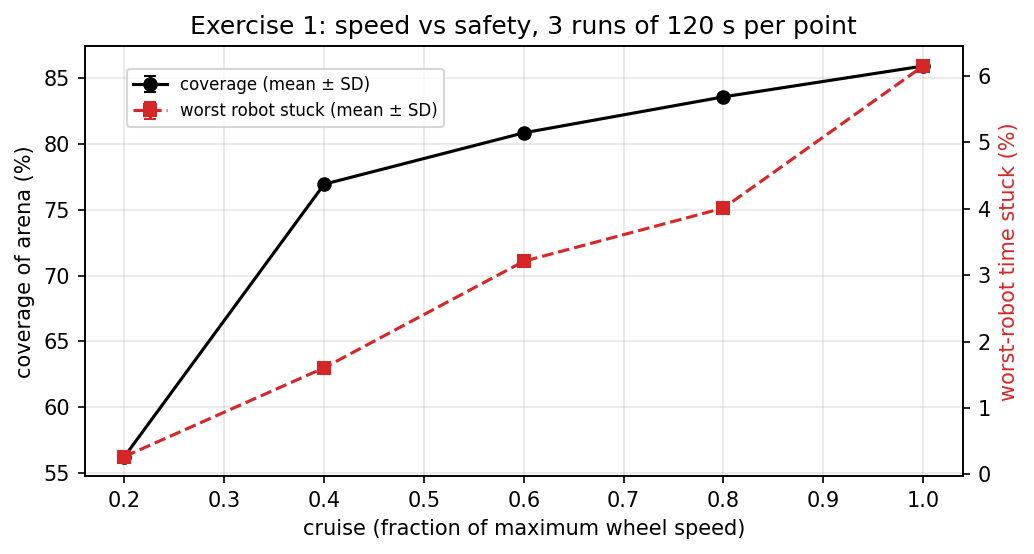 Exercise 1: speed vs safety, 3 runs of 120 s per point
coverage (mean ± SD)
worst robot stuck (mean ± SD)
coverage of arena (%)
85
80
75
70
65
60
55
6
5
4
3
2
1
0
worst-robot time stuck (%)
0.2 0.3 0.4 0.5 0.6 0.7 0.8 0.9 1.0
cruise (fraction of maximum wheel speed)